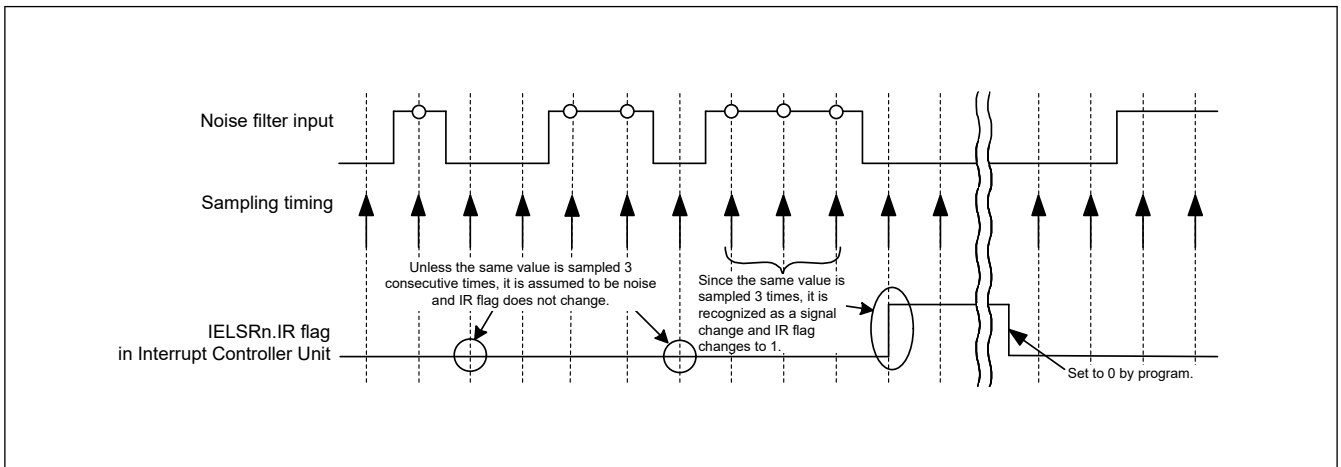 Noise filter input
Sampling timing
Unless the same value is sampled 3
consecutive times, it is assumed to be noise
and IR flag does not change.
Since the same value is
sampled 3 times, it is
recognized as a signal
change and IR flag
changes to 1.
IELSRn.IR flag
in Interrupt Controller Unit
Set to 0 by program.